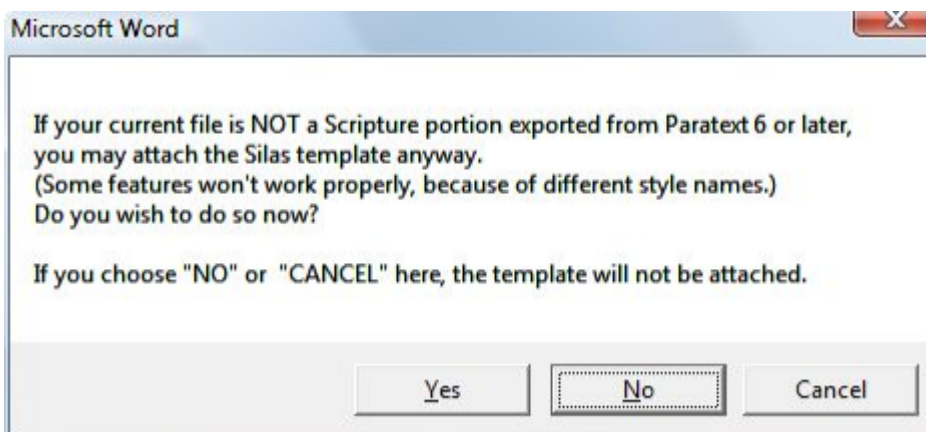 Microsoft Word
If your current file is NOT a Scripture portion exported from Paratext 6 or later,
you may attach the Silas template anyway.
(Some features won't work properly, because of different style names.)
Do you wish to do so now?
If you choose "NO" or  "CANCEL" here, the template will not be attached.
Yes
No
Cancel